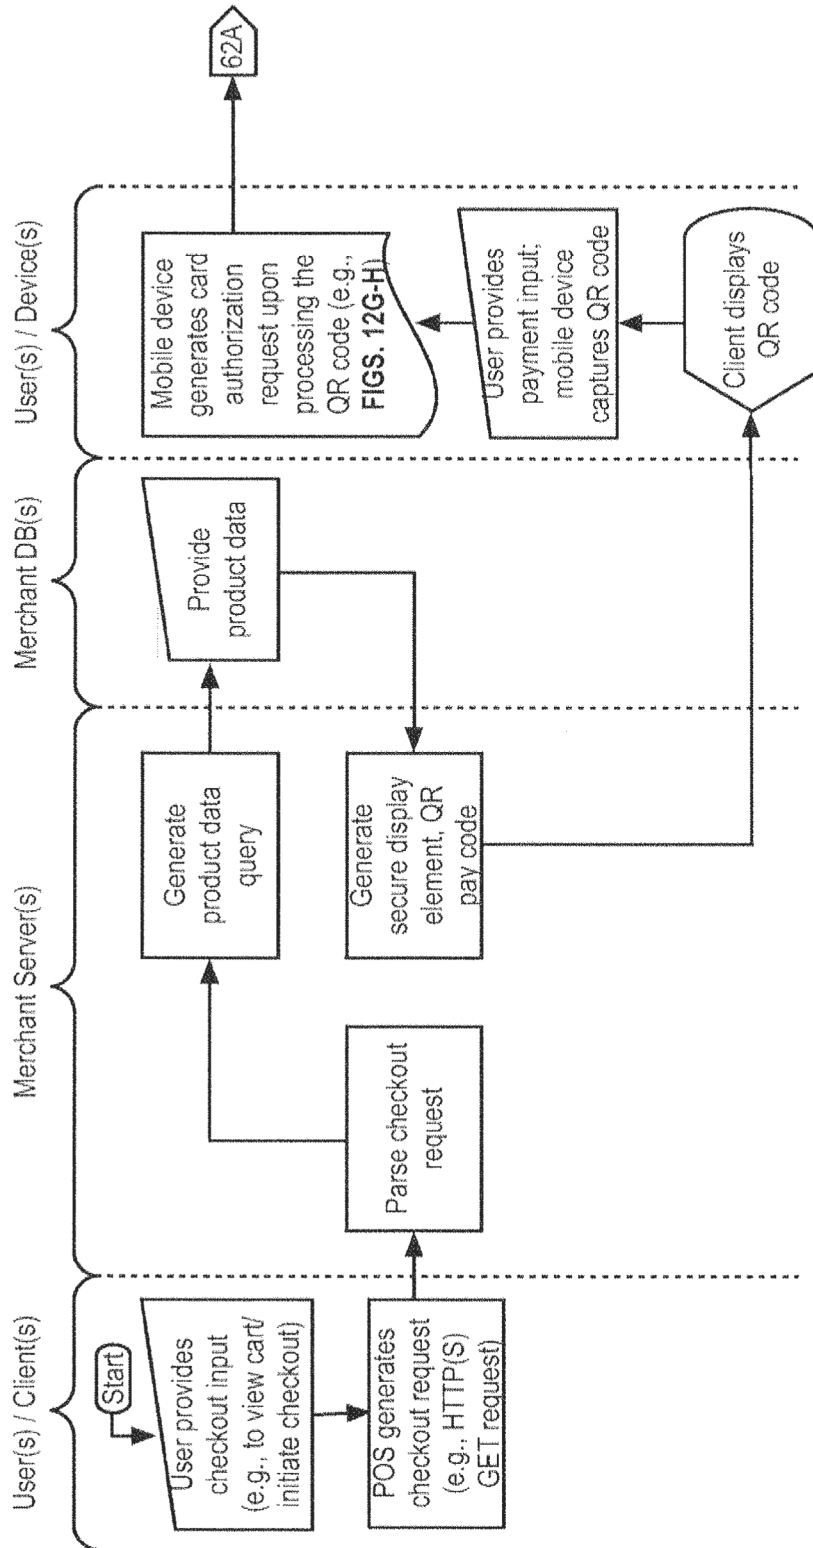 User(s) / Client(s)
Start
User provides
checkout input
(e.g., to view cart/
initiate checkout)
POS generates
checkout request
(e.g., HTTP(S)
GET request)
Merchant Server(s)
Parse checkout
request
Generate
product data
query
Generate
secure display
element, QR
pay code
Merchant DB(s)
Provide
product data
User(s) / Device(s)
Mobile device
generates card
authorization
request upon
processing the
QR code (e.g.,
FIGS. 12G-H)
User provides
payment input;
mobile device
captures QR code
Client displays
QR code
62A